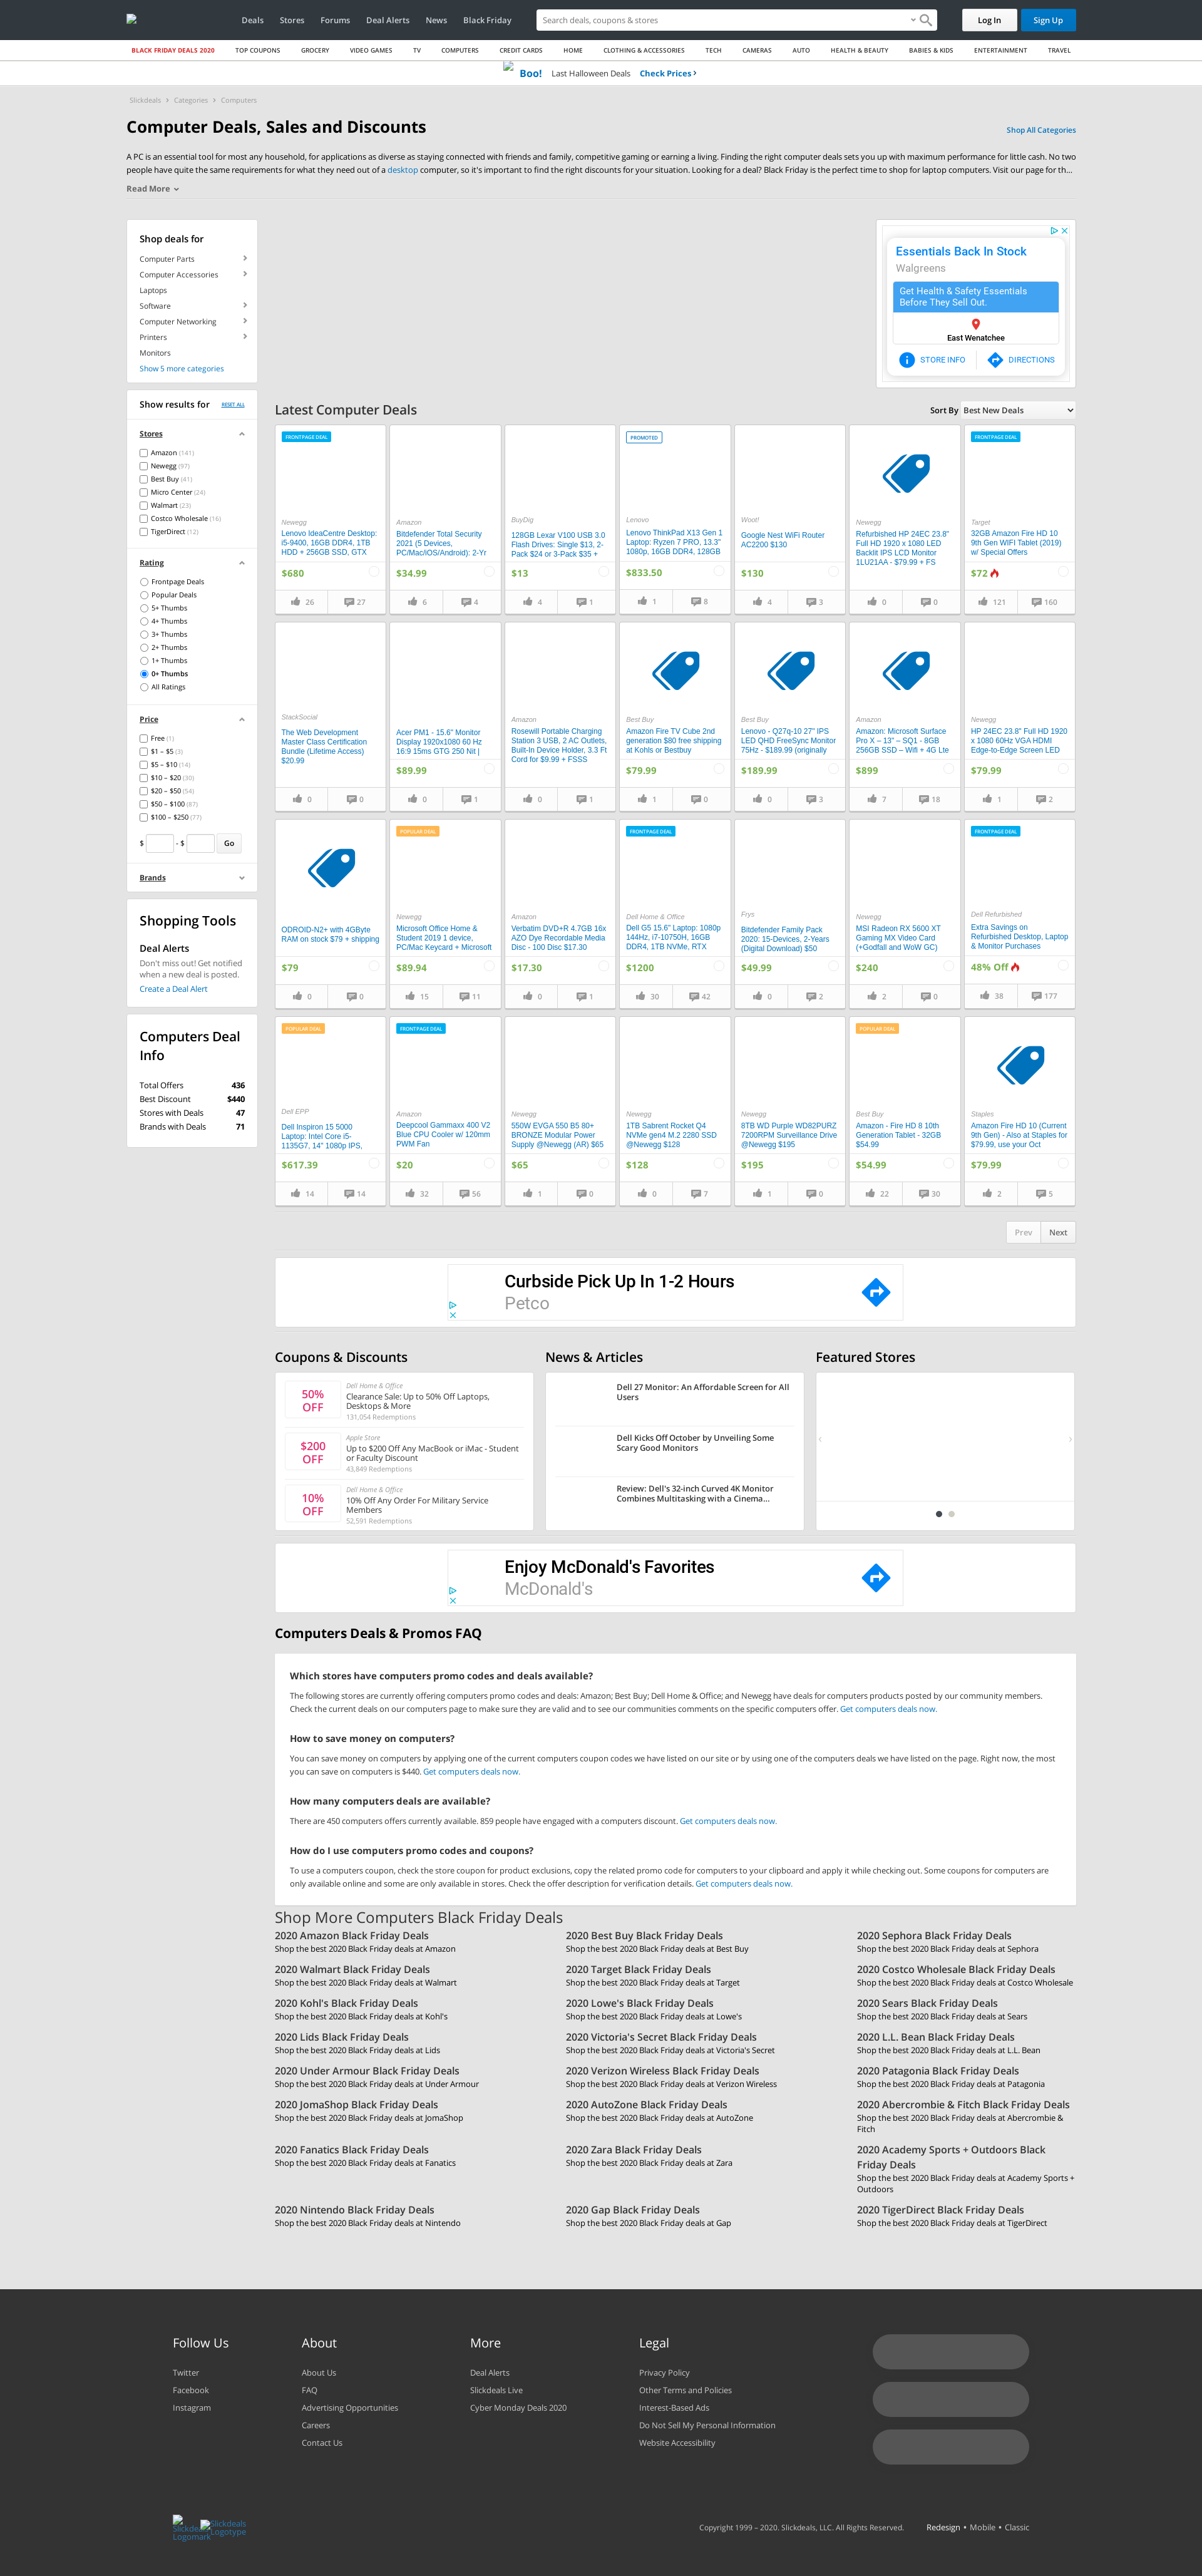 Deals Stores Forums Deal Alerts News Black Friday
Search deals, coupons & stores
Log In Sign Up
BLACK FRIDAY DEALS 2020 TOP COUPONS GROCERY VIDEO GAMES TV COMPUTERS CREDIT CARDS HOME CLOTHING & ACCESSORIES TECH CAMERAS AUTO HEALTH & BEAUTY BABIES & KIDS ENTERTAINMENT TRAVEL
Boo! Last Halloween Deals Check Prices
Slickdeals Categories Computers
Computer Deals, Sales and Discounts
Shop All Categories
A PC is an essential tool for most any household, for applications as diverse as staying connected with friends and family, competitive gaming or earning a living. Finding the right computer deals sets you up with maximum performance for little cash. No two
people have quite the same requirements for what they need out of a desktop computer, so it's important to find the right discounts for your situation. Looking for a deal? Black Friday is the perfect time to shop for laptop computers. Visit our page for th...
Read More
Shop deals for
Computer Parts
Computer Accessories
Laptops
Software
Computer Networking
Printers
Monitors
Show 5 more categories
Essentials Back In Stock
Walgreens
Get Health & Safety Essentials
Before They Sell Out.
East Wenatchee
STORE INFO DIRECTIONS
Show results for RESET ALL
Stores
Amazon (141)
Newegg (97)
Best Buy (41)
Micro Center (24)
Walmart (23)
Costco Wholesale (16)
TigerDirect (12)
Rating
Frontpage Deals
Popular Deals
5+ Thumbs
4+ Thumbs
3+ Thumbs
2+ Thumbs
1+ Thumbs
0+ Thumbs
All Ratings
Price
Free (1)
$1 – $5 (3)
$5 – $10 (14)
$10 – $20 (30)
$20 – $50 (54)
$50 – $100 (87)
$100 – $250 (77)
$ - $ Go
Brands
Shopping Tools
Deal Alerts
Don't miss out! Get notified
when a new deal is posted.
Create a Deal Alert
Computers Deal
Info
Total Offers 436
Best Discount $440
Stores with Deals 47
Brands with Deals 71
Latest Computer Deals
Sort By Best New Deals
FRONTPAGE DEAL
Newegg
Lenovo IdeaCentre Desktop:
i5-9400, 16GB DDR4, 1TB
HDD + 256GB SSD, GTX
$680
26 27
Amazon
Bitdefender Total Security
2021 (5 Devices,
PC/Mac/iOS/Android): 2-Yr
$34.99
6 4
BuyDig
128GB Lexar V100 USB 3.0
Flash Drives: Single $13, 2-
Pack $24 or 3-Pack $35 +
$13
4 1
PROMOTED
Lenovo
Lenovo ThinkPad X13 Gen 1
Laptop: Ryzen 7 PRO, 13.3"
1080p, 16GB DDR4, 128GB
$833.50
1 8
Woot!
Google Nest WiFi Router
AC2200 $130
$130
4 3
Newegg
Refurbished HP 24EC 23.8"
Full HD 1920 x 1080 LED
Backlit IPS LCD Monitor
1LU21AA - $79.99 + FS
0 0
FRONTPAGE DEAL
Target
32GB Amazon Fire HD 10
9th Gen WIFI Tablet (2019)
w/ Special Offers
$72
121 160
StackSocial
The Web Development
Master Class Certification
Bundle (Lifetime Access)
$20.99
0 0
Acer PM1 - 15.6" Monitor
Display 1920x1080 60 Hz
16:9 15ms GTG 250 Nit |
$89.99
0 1
Amazon
Rosewill Portable Charging
Station 3 USB, 2 AC Outlets,
Built-In Device Holder, 3.3 Ft
Cord for $9.99 + FSSS
0 1
Best Buy
Amazon Fire TV Cube 2nd
generation $80 free shipping
at Kohls or Bestbuy
$79.99
1 0
Best Buy
Lenovo - Q27q-10 27" IPS
LED QHD FreeSync Monitor
75Hz - $189.99 (originally
$189.99
0 3
Amazon
Amazon: Microsoft Surface
Pro X – 13" – SQ1 - 8GB
256GB SSD – Wifi + 4G Lte
$899
7 18
Newegg
HP 24EC 23.8" Full HD 1920
x 1080 60Hz VGA HDMI
Edge-to-Edge Screen LED
$79.99
1 2
ODROID-N2+ with 4GByte
RAM on stock $79 + shipping
$79
0 0
POPULAR DEAL
Newegg
Microsoft Office Home &
Student 2019 1 device,
PC/Mac Keycard + Microsoft
$89.94
15 11
Amazon
Verbatim DVD+R 4.7GB 16x
AZO Dye Recordable Media
Disc - 100 Disc $17.30
$17.30
0 1
FRONTPAGE DEAL
Dell Home & Office
Dell G5 15.6" Laptop: 1080p
144Hz, i7-10750H, 16GB
DDR4, 1TB NVMe, RTX
$1200
30 42
Frys
Bitdefender Family Pack
2020: 15-Devices, 2-Years
(Digital Download) $50
$49.99
0 2
Newegg
MSI Radeon RX 5600 XT
Gaming MX Video Card
(+Godfall and WoW GC)
$240
2 0
FRONTPAGE DEAL
Dell Refurbished
Extra Savings on
Refurbished Desktop, Laptop
& Monitor Purchases
48% Off
38 177
POPULAR DEAL
Dell EPP
Dell Inspiron 15 5000
Laptop: Intel Core i5-
1135G7, 14" 1080p IPS,
$617.39
14 14
FRONTPAGE DEAL
Amazon
Deepcool Gammaxx 400 V2
Blue CPU Cooler w/ 120mm
PWM Fan
$20
32 56
Newegg
550W EVGA 550 B5 80+
BRONZE Modular Power
Supply @Newegg (AR) $65
$65
1 0
Newegg
1TB Sabrent Rocket Q4
NVMe gen4 M.2 2280 SSD
@Newegg $128
$128
0 7
Newegg
8TB WD Purple WD82PURZ
7200RPM Surveillance Drive
@Newegg $195
$195
1 0
POPULAR DEAL
Best Buy
Amazon - Fire HD 8 10th
Generation Tablet - 32GB
$54.99
$54.99
22 30
Staples
Amazon Fire HD 10 (Current
9th Gen) - Also at Staples for
$79.99, use your Oct
$79.99
2 5
Prev Next
Curbside Pick Up In 1-2 Hours
Petco
Coupons & Discounts
50%
OFF
Dell Home & Office
Clearance Sale: Up to 50% Off Laptops,
Desktops & More
131,054 Redemptions
$200
OFF
Apple Store
Up to $200 Off Any MacBook or iMac - Student
or Faculty Discount
43,849 Redemptions
10%
OFF
Dell Home & Office
10% Off Any Order For Military Service
Members
52,591 Redemptions
News & Articles
Dell 27 Monitor: An Affordable Screen for All
Users
Dell Kicks Off October by Unveiling Some
Scary Good Monitors
Review: Dell's 32-inch Curved 4K Monitor
Combines Multitasking with a Cinema...
Featured Stores
Enjoy McDonald's Favorites
McDonald's
Computers Deals & Promos FAQ
Which stores have computers promo codes and deals available?
The following stores are currently offering computers promo codes and deals: Amazon; Best Buy; Dell Home & Office; and Newegg have deals for computers products posted by our community members.
Check the current deals on our computers page to make sure they are valid and to see our communities comments on the specific computers offer. Get computers deals now.
How to save money on computers?
You can save money on computers by applying one of the current computers coupon codes we have listed on our site or by using one of the computers deals we have listed on the page. Right now, the most
you can save on computers is $440. Get computers deals now.
How many computers deals are available?
There are 450 computers offers currently available. 859 people have engaged with a computers discount. Get computers deals now.
How do I use computers promo codes and coupons?
To use a computers coupon, check the store coupon for product exclusions, copy the related promo code for computers to your clipboard and apply it while checking out. Some coupons for computers are
only available online and some are only available in stores. Check the offer description for verification details. Get computers deals now.
Shop More Computers Black Friday Deals
2020 Amazon Black Friday Deals
Shop the best 2020 Black Friday deals at Amazon
2020 Best Buy Black Friday Deals
Shop the best 2020 Black Friday deals at Best Buy
2020 Sephora Black Friday Deals
Shop the best 2020 Black Friday deals at Sephora
2020 Walmart Black Friday Deals
Shop the best 2020 Black Friday deals at Walmart
2020 Target Black Friday Deals
Shop the best 2020 Black Friday deals at Target
2020 Costco Wholesale Black Friday Deals
Shop the best 2020 Black Friday deals at Costco Wholesale
2020 Kohl's Black Friday Deals
Shop the best 2020 Black Friday deals at Kohl's
2020 Lowe's Black Friday Deals
Shop the best 2020 Black Friday deals at Lowe's
2020 Sears Black Friday Deals
Shop the best 2020 Black Friday deals at Sears
2020 Lids Black Friday Deals
Shop the best 2020 Black Friday deals at Lids
2020 Victoria's Secret Black Friday Deals
Shop the best 2020 Black Friday deals at Victoria's Secret
2020 L.L. Bean Black Friday Deals
Shop the best 2020 Black Friday deals at L.L. Bean
2020 Under Armour Black Friday Deals
Shop the best 2020 Black Friday deals at Under Armour
2020 Verizon Wireless Black Friday Deals
Shop the best 2020 Black Friday deals at Verizon Wireless
2020 Patagonia Black Friday Deals
Shop the best 2020 Black Friday deals at Patagonia
2020 JomaShop Black Friday Deals
Shop the best 2020 Black Friday deals at JomaShop
2020 AutoZone Black Friday Deals
Shop the best 2020 Black Friday deals at AutoZone
2020 Abercrombie & Fitch Black Friday Deals
Shop the best 2020 Black Friday deals at Abercrombie &
Fitch
2020 Fanatics Black Friday Deals
Shop the best 2020 Black Friday deals at Fanatics
2020 Zara Black Friday Deals
Shop the best 2020 Black Friday deals at Zara
2020 Academy Sports + Outdoors Black
Friday Deals
Shop the best 2020 Black Friday deals at Academy Sports +
Outdoors
2020 Nintendo Black Friday Deals
Shop the best 2020 Black Friday deals at Nintendo
2020 Gap Black Friday Deals
Shop the best 2020 Black Friday deals at Gap
2020 TigerDirect Black Friday Deals
Shop the best 2020 Black Friday deals at TigerDirect
Follow Us
Twitter
Facebook
Instagram
About
About Us
FAQ
Advertising Opportunities
Careers
Contact Us
More
Deal Alerts
Slickdeals Live
Cyber Monday Deals 2020
Legal
Privacy Policy
Other Terms and Policies
Interest-Based Ads
Do Not Sell My Personal Information
Website Accessibility
Slickdeals
Logotype
Logomark
Copyright 1999 – 2020. Slickdeals, LLC. All Rights Reserved. Redesign • Mobile • Classic